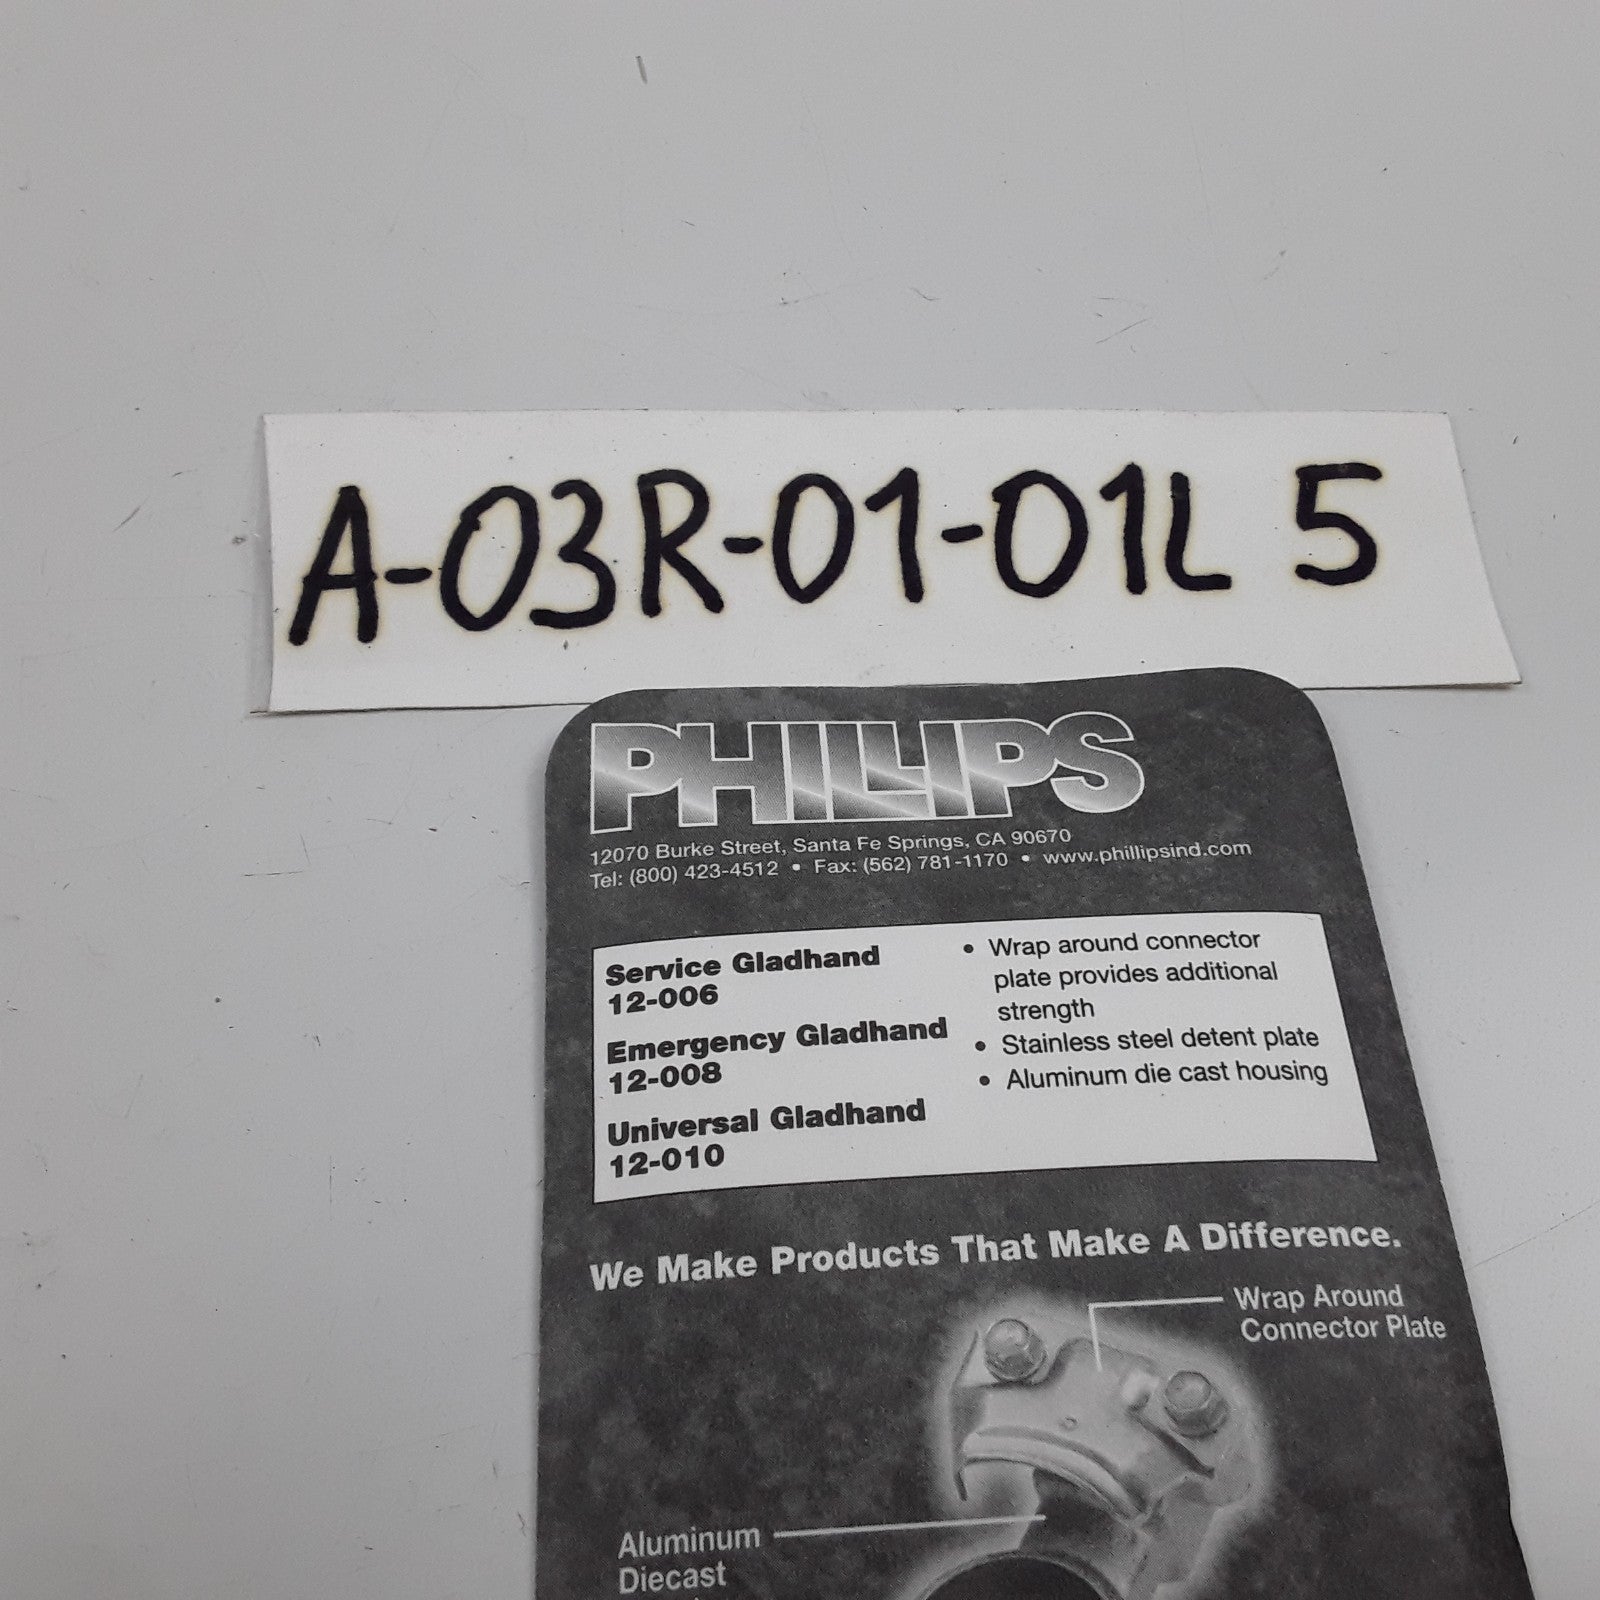 A-03R-01-01L 5
PHILLIPS
12070 Burke Street, Santa Fe Springs, CA 90670
Tel: (800) 423-4512 • Fax: (562) 781-1170 • www.phillipsind.com
Service Gladhand
12-006
Emergency Gladhand
12-008
Universal Gladhand
12-010
• Wrap around connector
plate provides additional
strength
• Stainless steel detent plate
• Aluminum die cast housing
We Make Products That Make A Difference.
Wrap Around
Connector Plate
Aluminum
Diecast